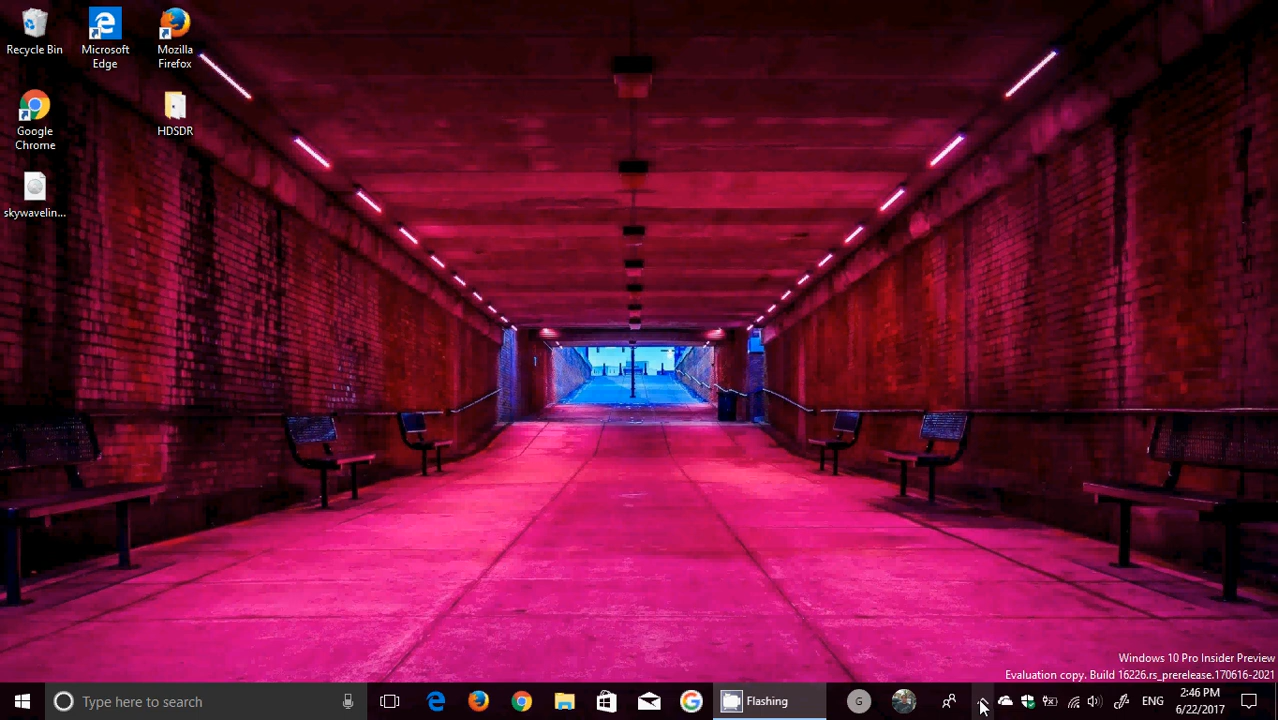 Recycle Bin
Microsoft
Edge
Mozilla
Firefox
Google
Chrome
HDSDR
skywavelin...
Windows 10 Pro Insider Preview
Evaluation copy. Build 16226.rs_prerelease.170616-2021
Type here to search
Flashing
G
ENG
2:46 PM
6/22/2017